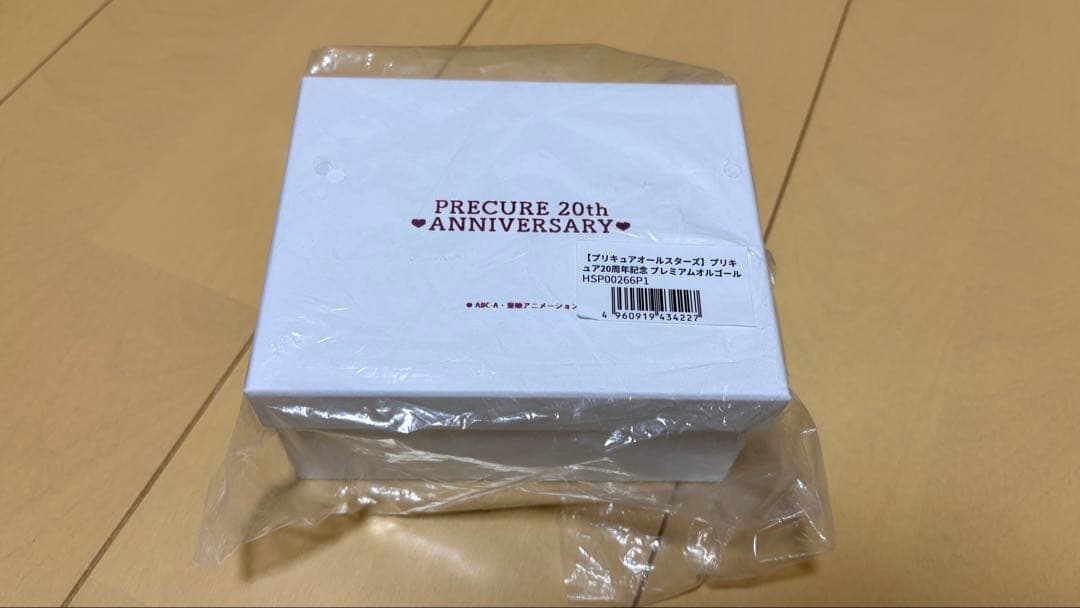 PRECURE 20th
❤ANNIVERSARY❤
【プリキュアオールスターズ】プリキ
ュア20周年記念 プレミアムオルゴール
HSP00266P1
❤ ABC-A・東映アニメーション
4 960919 434227